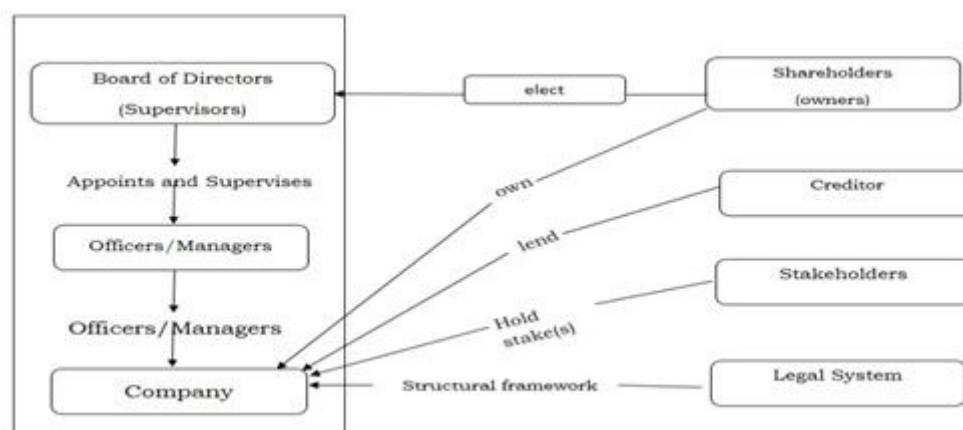 Board of Directors
(Supervisors)
elect
Shareholders
(owners)
Appoints and Supervises
own
Creditor
Officers/Managers
lend
Stakeholders
Officers/Managers
Hold
stake(s)
Company
Structural framework
Legal System